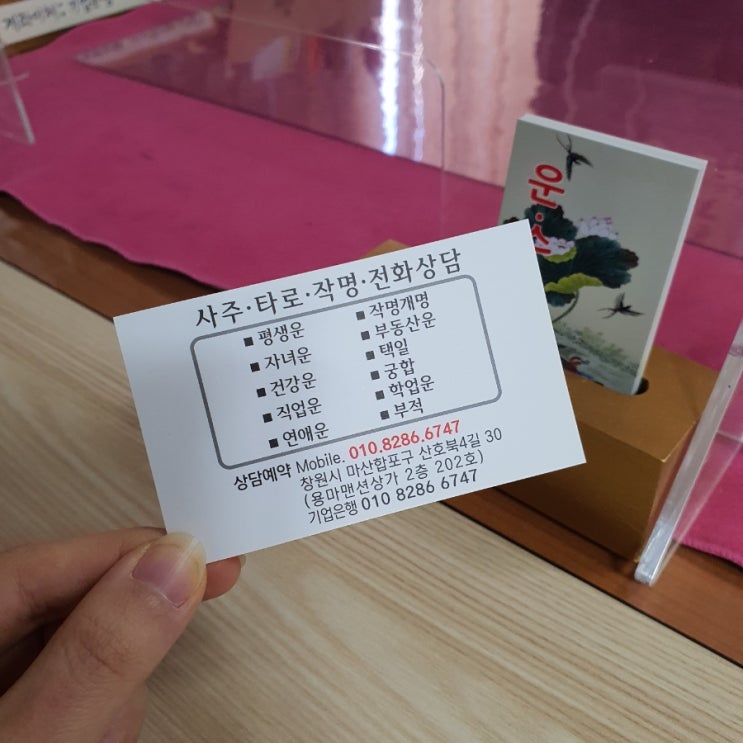 사주·타로·작명·전화상담
■ 평생운
■ 자녀운
■ 건강운
■ 직업운
■ 연애운
■ 작명개명
■ 부동산운
■ 택일
■ 궁합
■ 학업운
■ 부적
상담예약 Mobile. 010.8286.6747
창원시 마산합포구 산호북4길 30
(용마맨션상가 2층 202호)
기업은행 010 8286 6747
운·소